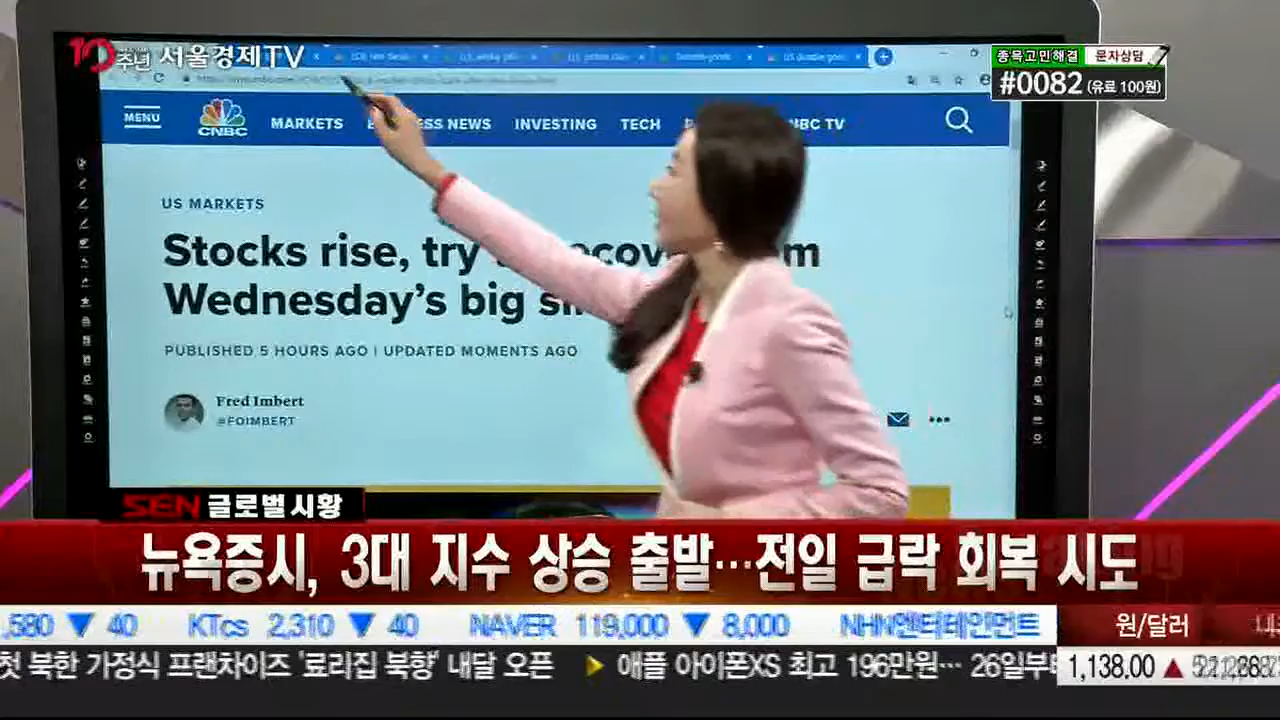 10주년 서울경제TV
종목고민해결 문자상담
#0082 (유료 100원)
MENU CNBC MARKETS NEWS INVESTING TECH TV
US MARKETS
Stocks rise, try
Wednesday's big
PUBLISHED 5 HOURS AGO | UPDATED MOMENTS AGO
Fred Imbert
@FOIMBERT
SEN 글로벌시황
뉴욕증시, 3대 지수 상승 출발…전일 급락 회복 시도
,580 ▼ 40 KTcs 2,310 ▼ 40 NAVER 119,000 ▼ 8,000 NHN엔터테인먼트 원/달러
첫 북한 가정식 프랜차이즈 '료리집 북향' 내달 오픈 ▶ 애플 아이폰XS 최고 196만원… 26일부터 1,138.00 ▲